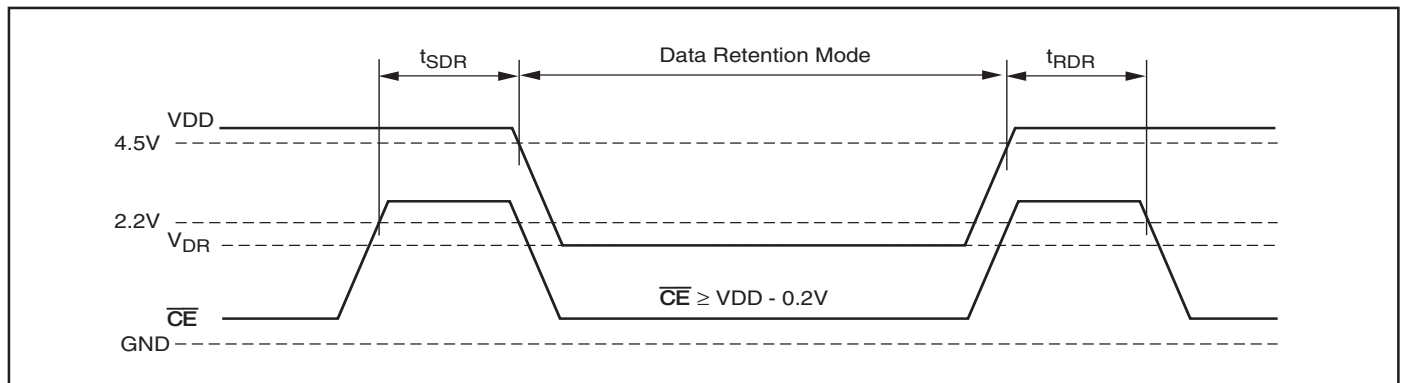 tSDR Data Retention Mode tRDR
VDD
4.5V
2.2V
VDR
CE ≥ VDD - 0.2V
CE
GND